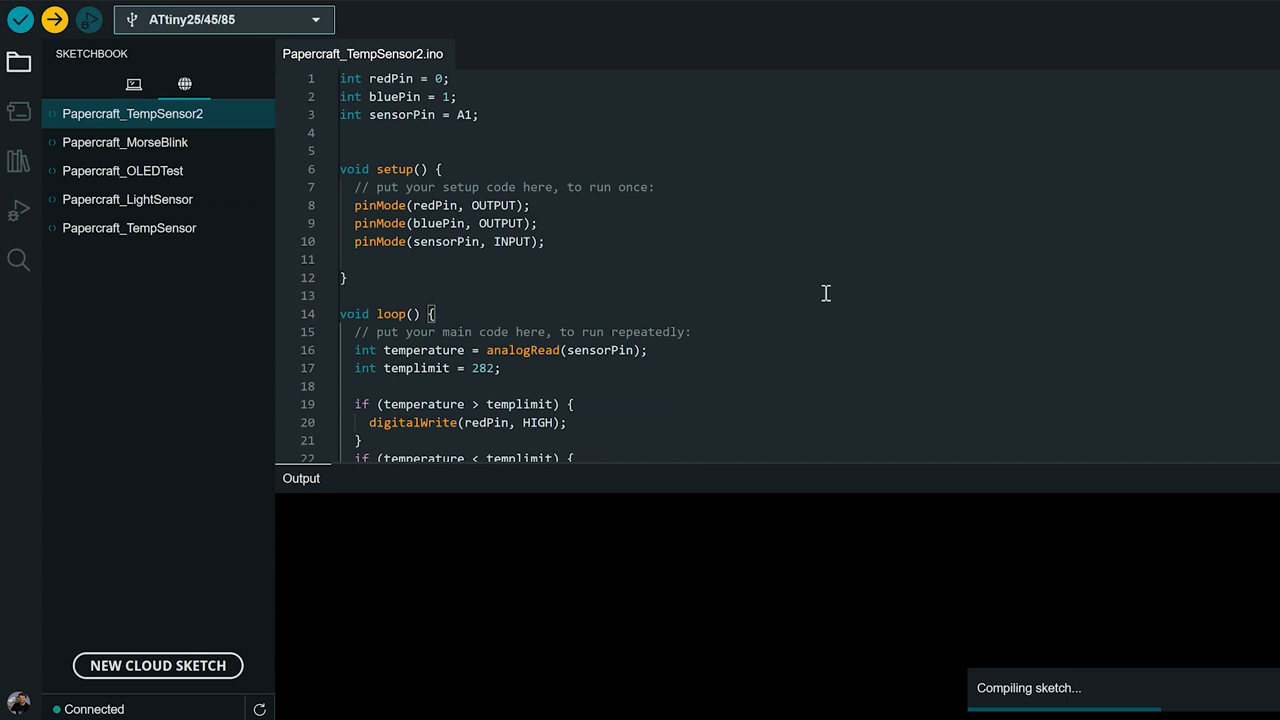 ATtiny25/45/85
SKETCHBOOK
Papercraft_TempSensor2
Papercraft_MorseBlink
Papercraft_OLEDTest
Papercraft_LightSensor
Papercraft_TempSensor
NEW CLOUD SKETCH
Connected
Papercraft_TempSensor2.ino
1 int redPin = 0;
2 int bluePin = 1;
3 int sensorPin = A1;
4
5
6 void setup() {
7 // put your setup code here, to run once:
8 pinMode(redPin, OUTPUT);
9 pinMode(bluePin, OUTPUT);
10 pinMode(sensorPin, INPUT);
11
12 }
13
14 void loop() {
15 // put your main code here, to run repeatedly:
16 int temperature = analogRead(sensorPin);
17 int templimit = 282;
18
19 if (temperature > templimit) {
20 digitalWrite(redPin, HIGH);
21 }
22 if (temperature < templimit) {
Output
Compiling sketch...